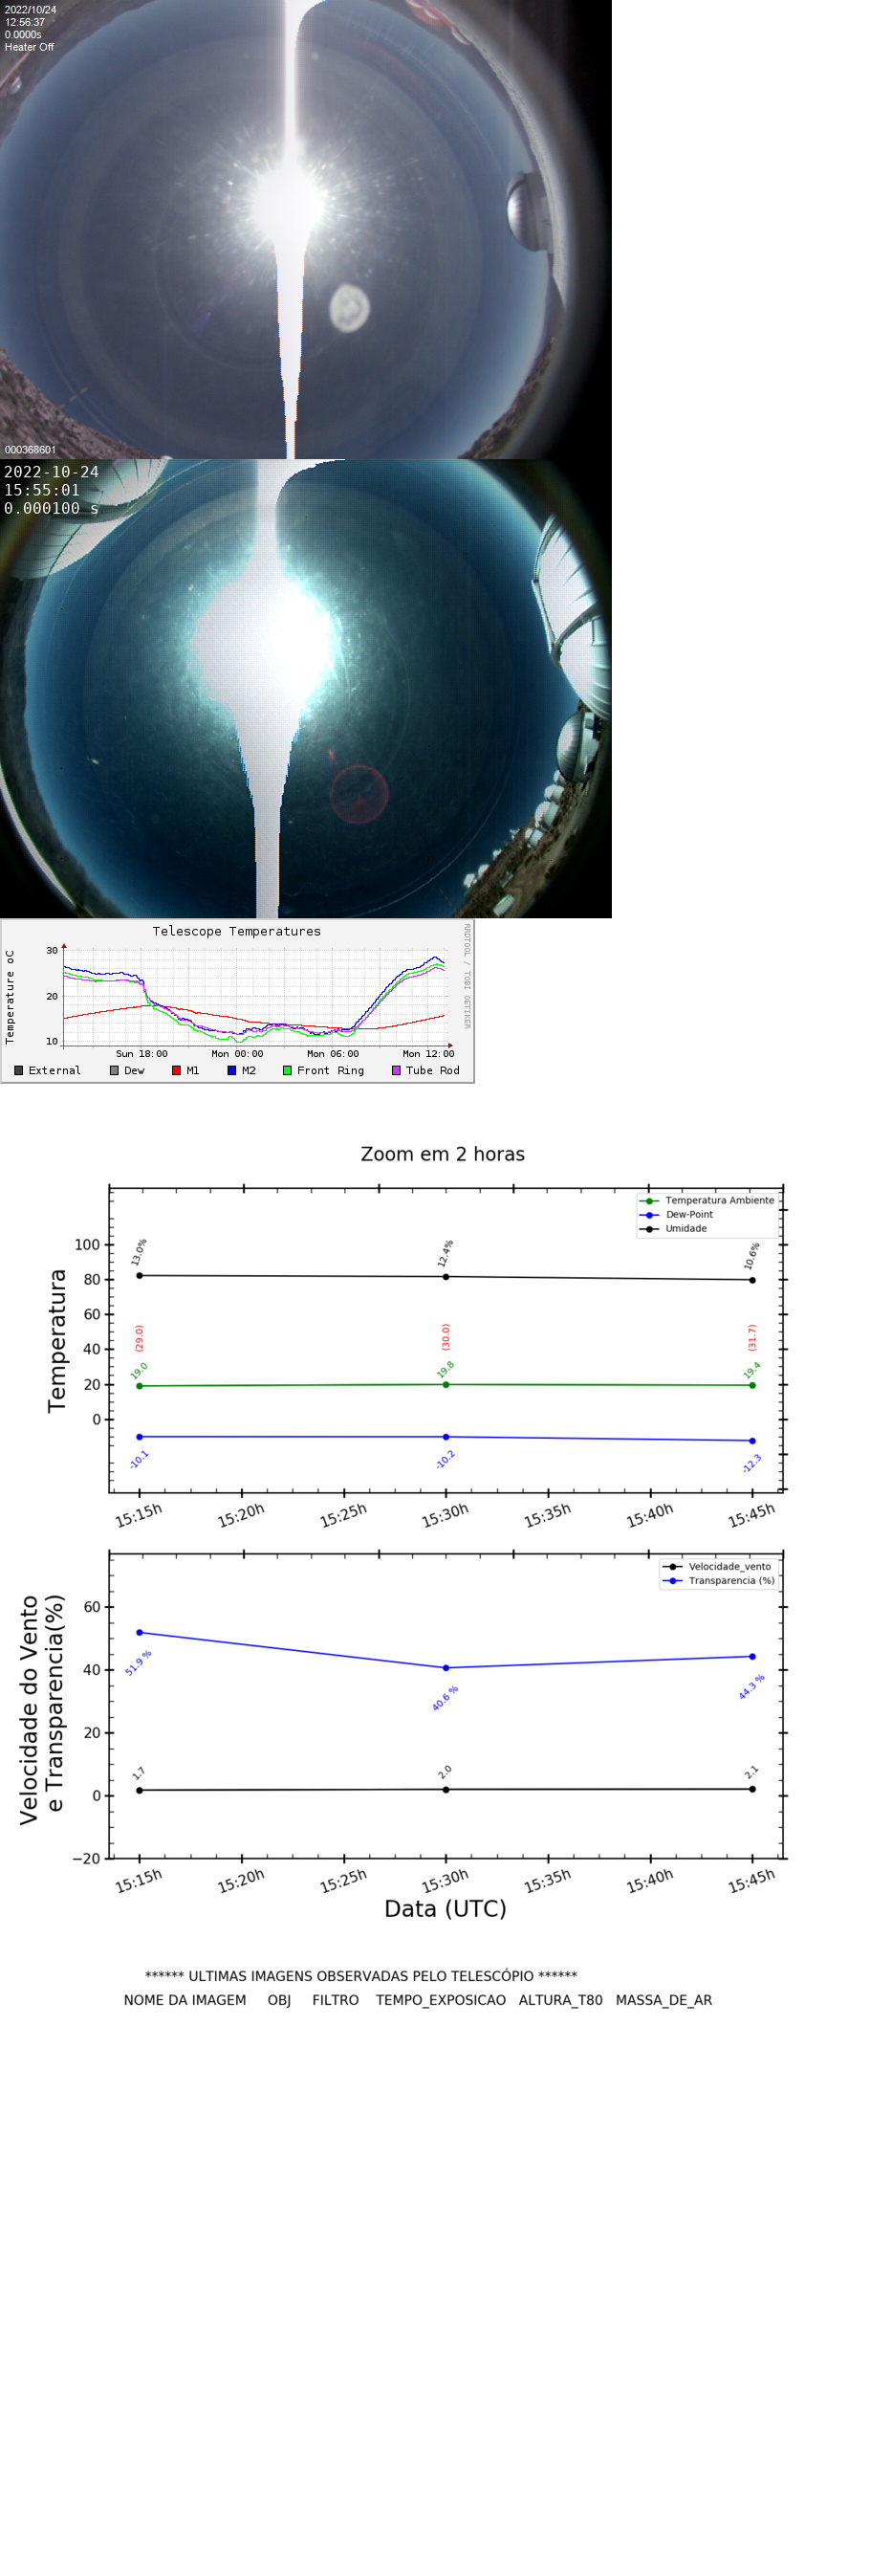 2022/10/24
12:56:37
0.0000s
Heater Off
000368601
2022-10-24
15:55:01
0.000100 s
Telescope Temperatures
RRDTOOL / TOBI OETIKER
Temperature oC
30
20
10
Sun 18:00 Mon 00:00 Mon 06:00 Mon 12:00
External Dew M1 M2 Front Ring Tube Rod
Zoom em 2 horas
Temperatura Ambiente
Dew-Point
Umidade
Temperatura
100
80
60
40
20
0
13.0% 12.4% 10.6%
(29.0) (30.0) (31.7)
19.0 19.8 19.4
-10.1 -10.2 -12.3
15:15h 15:20h 15:25h 15:30h 15:35h 15:40h 15:45h
Velocidade_vento
Transparencia (%)
Velocidade do Vento
e Transparencia(%)
60
40
20
0
−20
51.9 % 40.6 % 44.3 %
1.7 2.0 2.1
15:15h 15:20h 15:25h 15:30h 15:35h 15:40h 15:45h
Data (UTC)
****** ULTIMAS IMAGENS OBSERVADAS PELO TELESCÓPIO ******
NOME DA IMAGEM OBJ FILTRO TEMPO_EXPOSICAO ALTURA_T80 MASSA_DE_AR